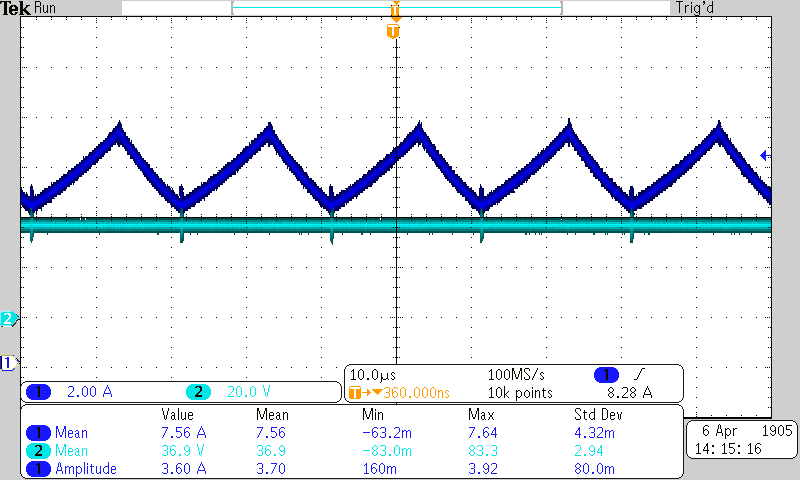 Tek Run Trig'd
T
T
2
1
1 2.00 A 2 20.0 V
10.0µs 100MS/s 1
T→▼360.000ns 10k points 8.28 A
Value Mean Min Max Std Dev
1 Mean 7.56 A 7.56 -63.2m 7.64 4.32m
2 Mean 36.9 V 36.9 -83.0m 83.3 2.94
1 Amplitude 3.60 A 3.70 160m 3.92 80.0m
6 Apr 1905
14:15:16